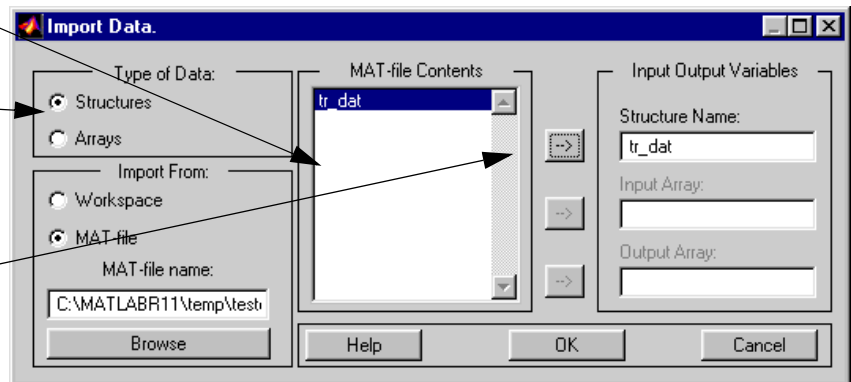 Import Data.
Type of Data:
Structures
Arrays
Import From:
Workspace
MAT-file
MAT-file name:
C:\MATLABR11\temp\test
Browse
MAT-file Contents
tr_dat
-->
-->
-->
Input Output Variables
Structure Name:
tr_dat
Input Array:
Output Array:
Help
OK
Cancel